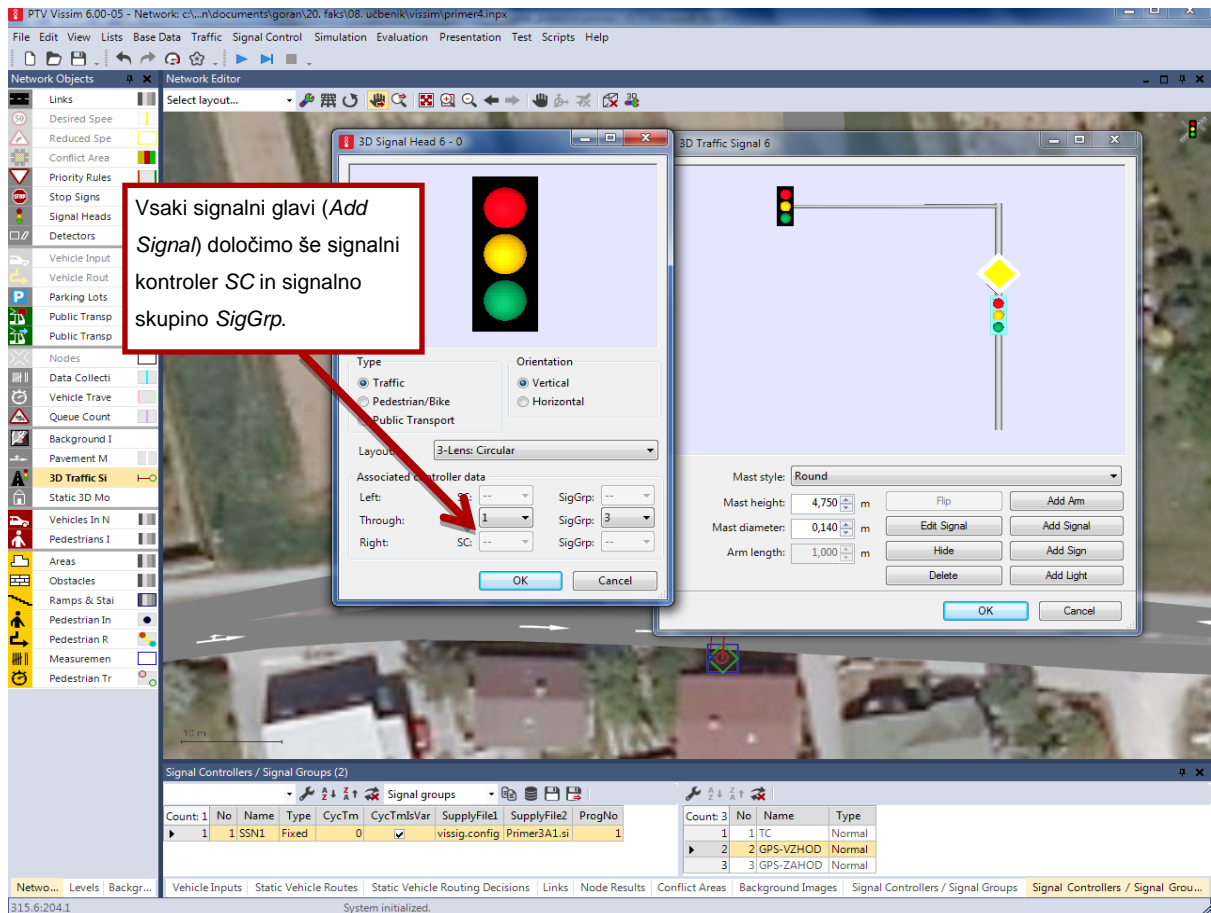 PTV Vissim 6.00-05 - Network: c:\...n\documents\goran\20. faks\08. učbenik\vissim\primer4.inpx
File Edit View Lists Base Data Traffic Signal Control Simulation Evaluation Presentation Test Scripts Help
Network Objects
Network Editor
Select layout...
Links
Desired Spee
Reduced Spe
Conflict Area
Priority Rules
Stop Signs
Signal Heads
Detectors
Vehicle Input
Vehicle Rout
Parking Lots
Public Transp
Public Transp
Nodes
Data Collecti
Vehicle Trave
Queue Count
Background I
Pavement M
3D Traffic Si
Static 3D Mo
Vehicles In N
Pedestrians I
Areas
Obstacles
Ramps & Stai
Pedestrian In
Pedestrian R
Measuremen
Pedestrian Tr
Vsaki signalni glavi (Add
Signal) določimo še signalni
kontroler SC in signalno
skupino SigGrp.
3D Signal Head 6 - 0
Type
Traffic
Pedestrian/Bike
Public Transport
Orientation
Vertical
Horizontal
Layout: 3-Lens: Circular
Associated controller data
Left: SC: -- SigGrp: --
Through: 1 SigGrp: 3
Right: SC: -- SigGrp: --
OK Cancel
3D Traffic Signal 6
Mast style: Round
Mast height: 4,750 m Flip Add Arm
Mast diameter: 0,140 m Edit Signal Add Signal
Arm length: 1,000 m Hide Add Sign
Delete Add Light
OK Cancel
10 m
Signal Controllers / Signal Groups (2)
Signal groups
Count: 1 No Name Type CycTm CycTmIsVar SupplyFile1 SupplyFile2 ProgNo
1 1 SSN1 Fixed 0 vissig.config Primer3A1.si 1
Count: 3 No Name Type
1 1 TC Normal
2 2 GPS-VZHOD Normal
3 3 GPS-ZAHOD Normal
Netwo... Levels Backgr... Vehicle Inputs Static Vehicle Routes Static Vehicle Routing Decisions Links Node Results Conflict Areas Background Images Signal Controllers / Signal Groups Signal Controllers / Signal Grou...
315.6:204.1 System initialized.